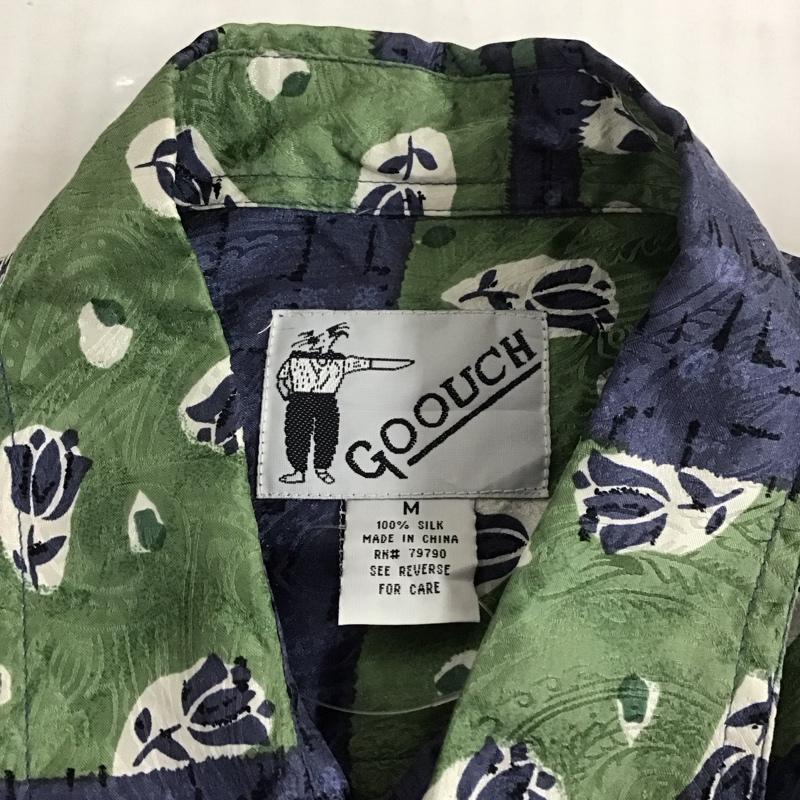 GOOUCH
M
100% SILK
MADE IN CHINA
RN# 79790
SEE REVERSE
FOR CARE